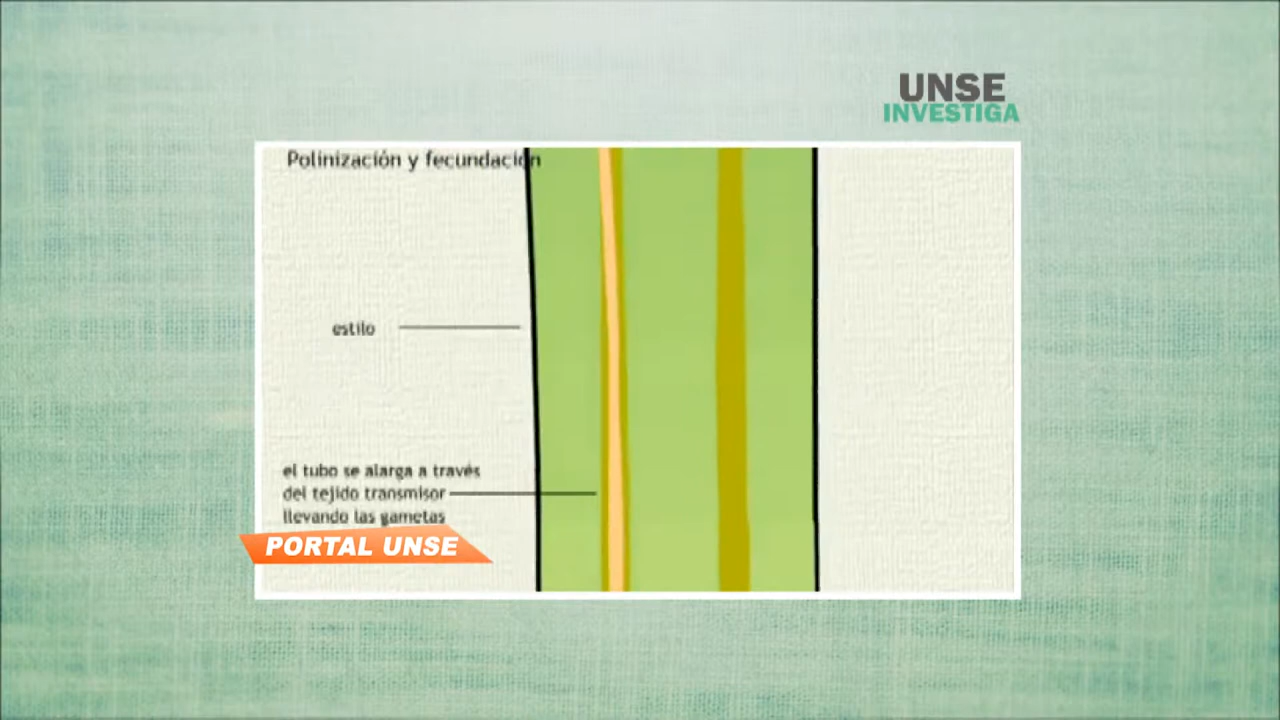 UNSE
INVESTIGA
Polinización y fecundación
estilo
el tubo se alarga a través
del tejido transmisor
llevando las gametas
PORTAL UNSE